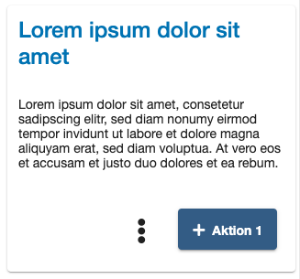 Lorem ipsum dolor sit
amet
Lorem ipsum dolor sit amet, consetetur
sadipscing elitr, sed diam nonumy eirmod
tempor invidunt ut labore et dolore magna
aliquyam erat, sed diam voluptua. At vero eos
et accusam et justo duo dolores et ea rebum.
+ Aktion 1